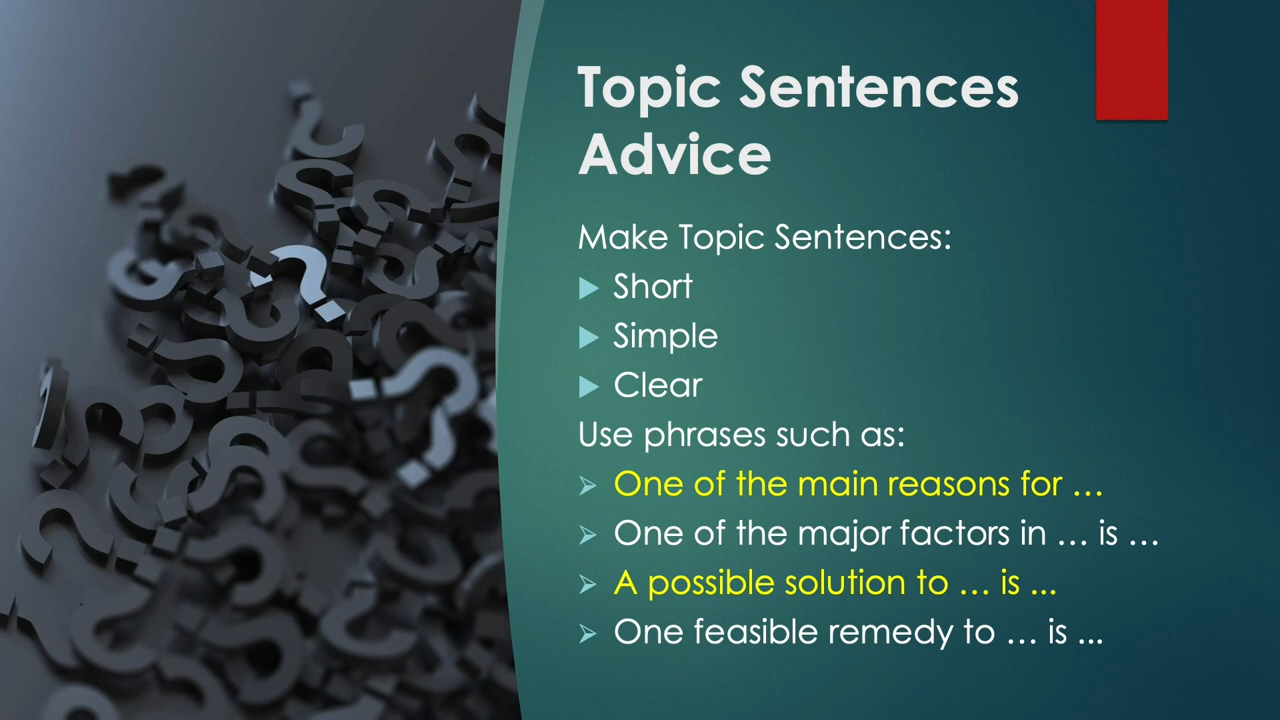 Topic Sentences
Advice
Make Topic Sentences:
Short
Simple
Clear
Use phrases such as:
One of the main reasons for …
One of the major factors in … is …
A possible solution to … is ...
One feasible remedy to … is ...